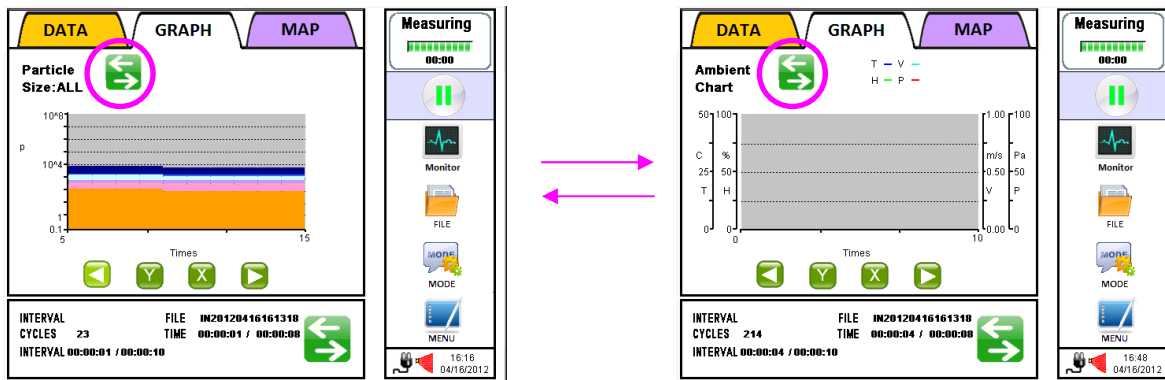 DATA GRAPH MAP
Particle
Size:ALL
10^8
p
10^4
1
0.1
5 15
Times
Y X
INTERVAL FILE IN20120416161318
CYCLES 23 TIME 00:00:01 / 00:00:08
INTERVAL 00:00:01 / 00:00:10
Measuring
00:00
Monitor
FILE
MODE
MODE
MENU
16:16
04/16/2012
DATA GRAPH MAP
Ambient
Chart
T V
H P
50 100 1.00 100
C % m/s Pa
25 50 0.50 50
T H V P
0 0 0.00 0
0 10
Times
Y X
INTERVAL FILE IN20120416161318
CYCLES 214 TIME 00:00:04 / 00:00:08
INTERVAL 00:00:04 / 00:00:10
Measuring
00:00
Monitor
FILE
MODE
MODE
MENU
16:48
04/16/2012